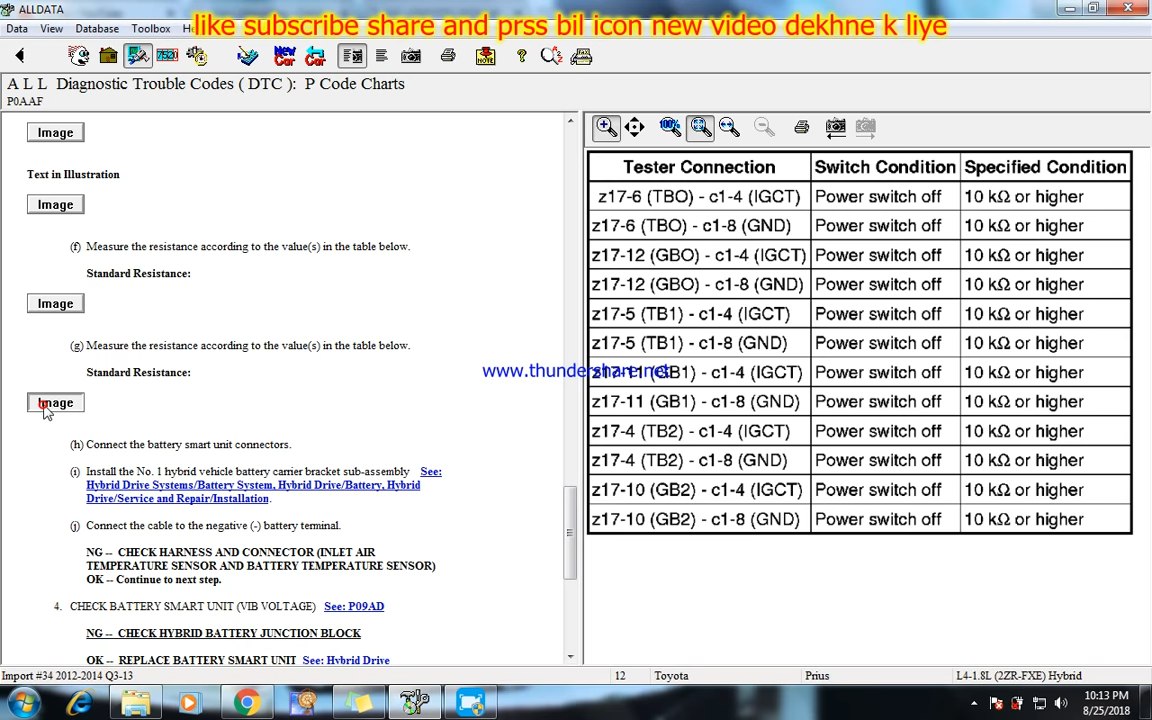 ALLDATA
like subscribe share and prss bil icon new video dekhne k liye
Data View Database Toolbox
New Car Car
A L L Diagnostic Trouble Codes ( DTC ): P Code Charts
P0AAF
Image
Text in Illustration
Image
(f) Measure the resistance according to the value(s) in the table below.
Standard Resistance:
Image
(g) Measure the resistance according to the value(s) in the table below.
Standard Resistance:
Image
(h) Connect the battery smart unit connectors.
(i) Install the No. 1 hybrid vehicle battery carrier bracket sub-assembly See:
Hybrid Drive Systems/Battery System, Hybrid Drive/Battery, Hybrid
Drive/Service and Repair/Installation.
(j) Connect the cable to the negative (-) battery terminal.
NG -- CHECK HARNESS AND CONNECTOR (INLET AIR
TEMPERATURE SENSOR AND BATTERY TEMPERATURE SENSOR)
OK -- Continue to next step.
4. CHECK BATTERY SMART UNIT (VIB VOLTAGE) See: P09AD
NG -- CHECK HYBRID BATTERY JUNCTION BLOCK
OK -- REPLACE BATTERY SMART UNIT See: Hybrid Drive
100%
Tester Connection Switch Condition Specified Condition
z17-6 (TBO) - c1-4 (IGCT) Power switch off 10 kΩ or higher
z17-6 (TBO) - c1-8 (GND) Power switch off 10 kΩ or higher
z17-12 (GBO) - c1-4 (IGCT) Power switch off 10 kΩ or higher
z17-12 (GBO) - c1-8 (GND) Power switch off 10 kΩ or higher
z17-5 (TB1) - c1-4 (IGCT) Power switch off 10 kΩ or higher
z17-5 (TB1) - c1-8 (GND) Power switch off 10 kΩ or higher
www.thundershare.net
z17-11 (GB1) - c1-4 (IGCT) Power switch off 10 kΩ or higher
z17-11 (GB1) - c1-8 (GND) Power switch off 10 kΩ or higher
z17-4 (TB2) - c1-4 (IGCT) Power switch off 10 kΩ or higher
z17-4 (TB2) - c1-8 (GND) Power switch off 10 kΩ or higher
z17-10 (GB2) - c1-4 (IGCT) Power switch off 10 kΩ or higher
z17-10 (GB2) - c1-8 (GND) Power switch off 10 kΩ or higher
Import #34 2012-2014 Q3-13 12 Toyota Prius L4-1.8L (2ZR-FXE) Hybrid
10:13 PM
8/25/2018